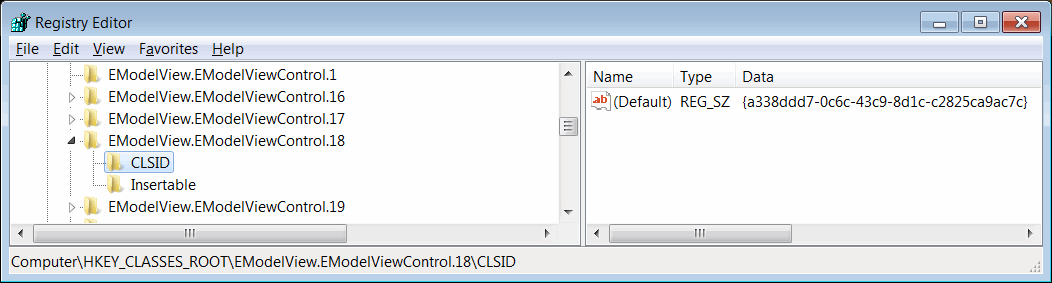 Registry Editor
File Edit View Favorites Help
EModelView.EModelViewControl.1
EModelView.EModelViewControl.16
EModelView.EModelViewControl.17
EModelView.EModelViewControl.18
CLSID
Insertable
EModelView.EModelViewControl.19
Name Type Data
ab (Default) REG_SZ {a338ddd7-0c6c-43c9-8d1c-c2825ca9ac7c}
Computer\HKEY_CLASSES_ROOT\EModelView.EModelViewControl.18\CLSID